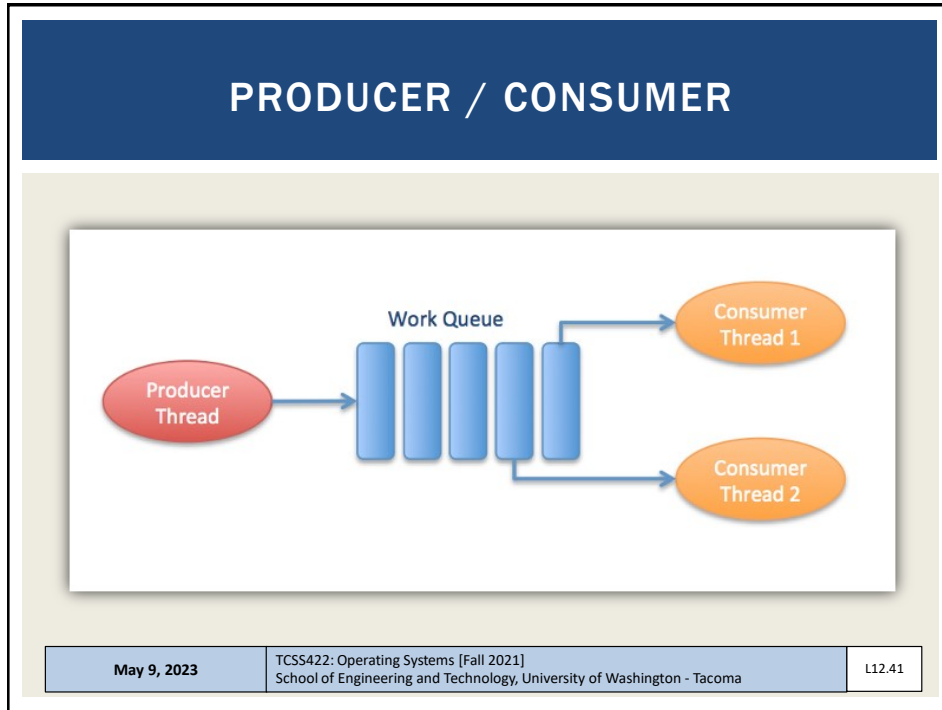 PRODUCER / CONSUMER
Work Queue
Producer
Thread
Consumer
Thread 1
Consumer
Thread 2
May 9, 2023
TCSS422: Operating Systems [Fall 2021]
School of Engineering and Technology, University of Washington - Tacoma
L12.41